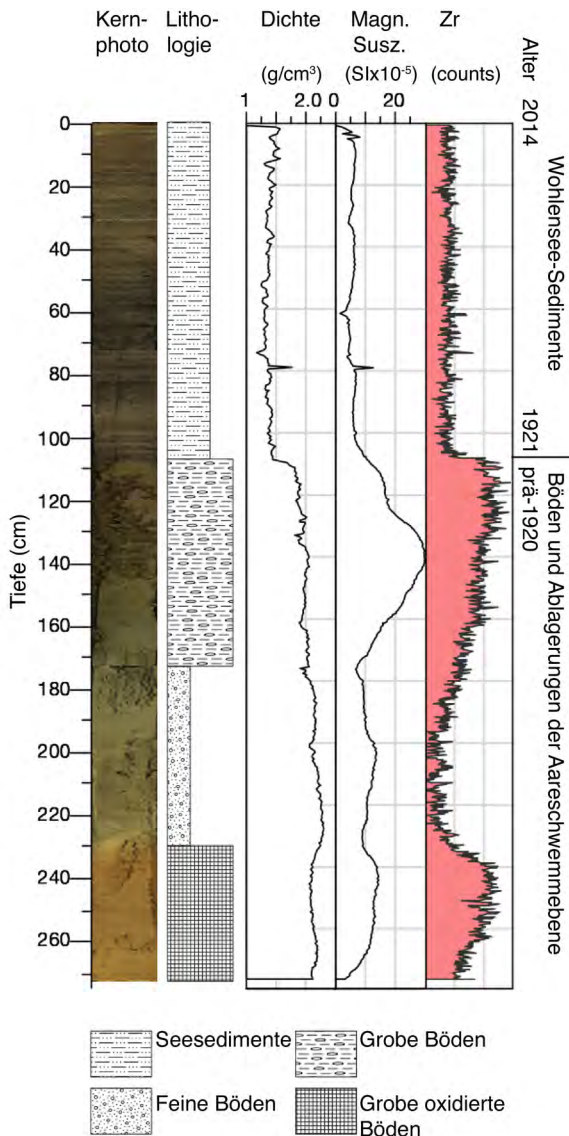 Kern-
photo
Litho-
logie
Dichte
(g/cm³)
1 2.0
Magn.
Susz.
(SIx10⁻⁵)
0 20
Zr
(counts)
Alter
2014
1921
prä-1920
Wohlensee-Sedimente
Böden und Ablagerungen der Aareschwemmebene
Tiefe (cm)
0
20
40
60
80
100
120
140
160
180
200
220
240
260
Seesedimente
Grobe Böden
Feine Böden
Grobe oxidierte
Böden